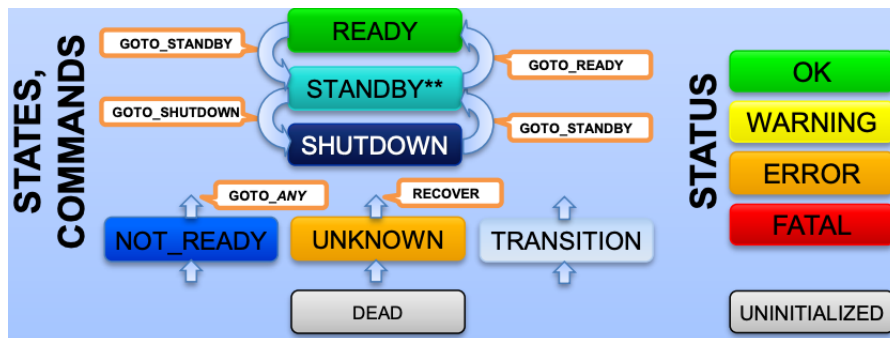 STATES,
COMMANDS
READY
GOTO_STANDBY
GOTO_READY
STANDBY**
GOTO_SHUTDOWN
GOTO_STANDBY
SHUTDOWN
GOTO_ANY
RECOVER
NOT_READY
UNKNOWN
TRANSITION
DEAD
STATUS
OK
WARNING
ERROR
FATAL
UNINITIALIZED